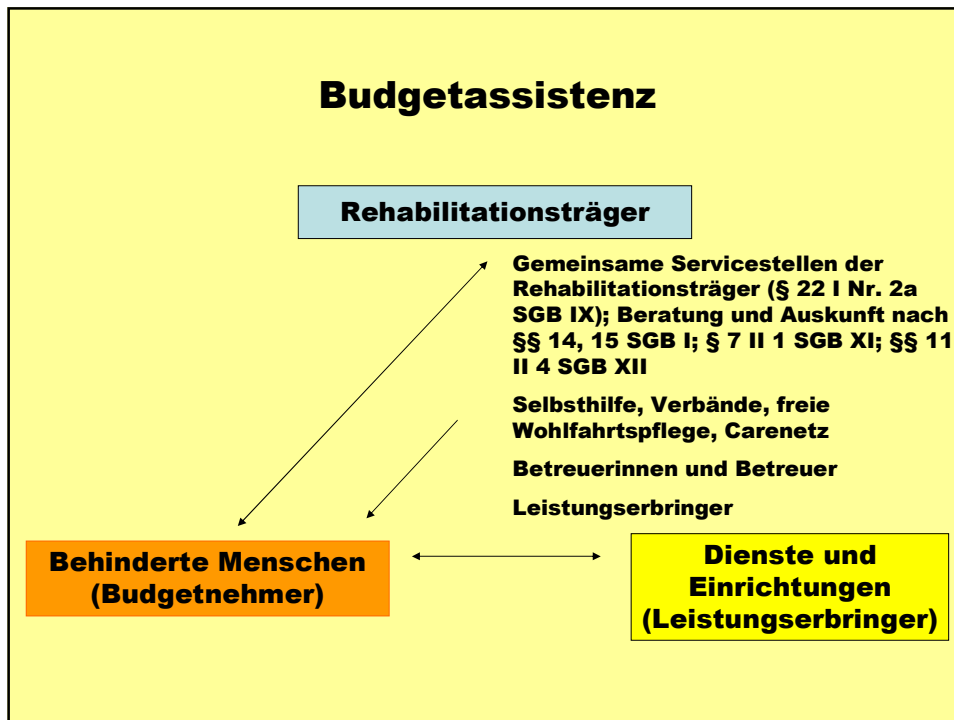 Budgetassistenz
Rehabilitationsträger
Gemeinsame Servicestellen der
Rehabilitationsträger (§ 22 I Nr. 2a
SGB IX); Beratung und Auskunft nach
§§ 14, 15 SGB I; § 7 II 1 SGB XI; §§ 11
II 4 SGB XII
Selbsthilfe, Verbände, freie
Wohlfahrtspflege, Carenetz
Betreuerinnen und Betreuer
Leistungserbringer
Behinderte Menschen
(Budgetnehmer)
Dienste und
Einrichtungen
(Leistungserbringer)